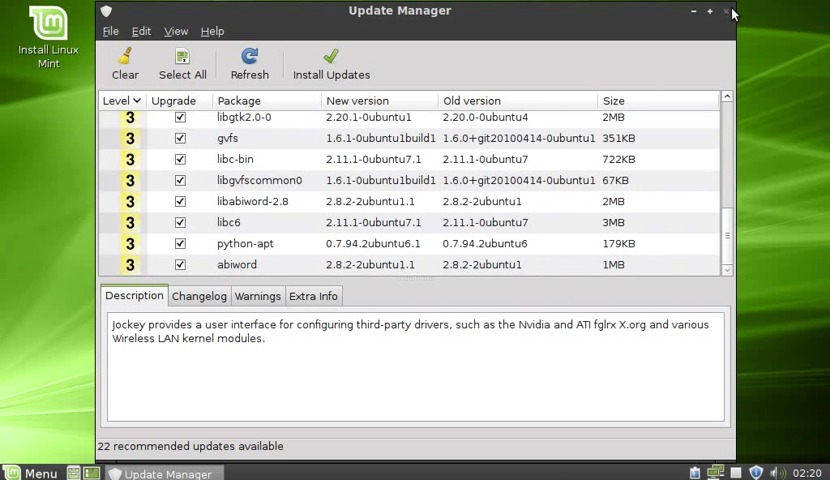 Update Manager
Install Linux
Mint
File Edit View Help
Clear Select All Refresh Install Updates
Level Upgrade Package New version Old version Size
3 libgtk2.0-0 2.20.1-0ubuntu1 2.20.0-0ubuntu4 2MB
3 gvfs 1.6.1-0ubuntu1build1 1.6.0+git20100414-0ubuntu1 351KB
3 libc-bin 2.11.1-0ubuntu7.1 2.11.1-0ubuntu7 722KB
3 libgvfscommon0 1.6.1-0ubuntu1build1 1.6.0+git20100414-0ubuntu1 67KB
3 libabiword-2.8 2.8.2-2ubuntu1.1 2.8.2-2ubuntu1 2MB
3 libc6 2.11.1-0ubuntu7.1 2.11.1-0ubuntu7 3MB
3 python-apt 0.7.94.2ubuntu6.1 0.7.94.2ubuntu6 179KB
3 abiword 2.8.2-2ubuntu1.1 2.8.2-2ubuntu1 1MB
Description Changelog Warnings Extra Info
Jockey provides a user interface for configuring third-party drivers, such as the Nvidia and ATI fglrx X.org and various
Wireless LAN kernel modules.
22 recommended updates available
Menu Update Manager 02:20